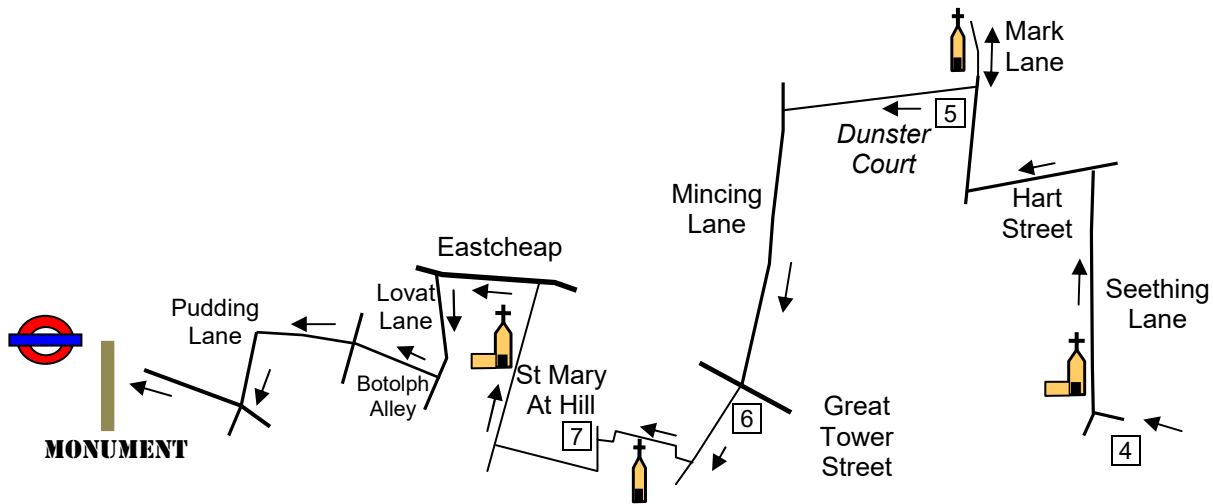 Mark
Lane
5
Dunster
Court
Mincing
Lane
Hart
Street
Eastcheap
Seething
Lane
Pudding
Lane
Lovat
Lane
St Mary
At Hill
Botolph
Alley
6
Great
Tower
Street
7
4
MONUMENT